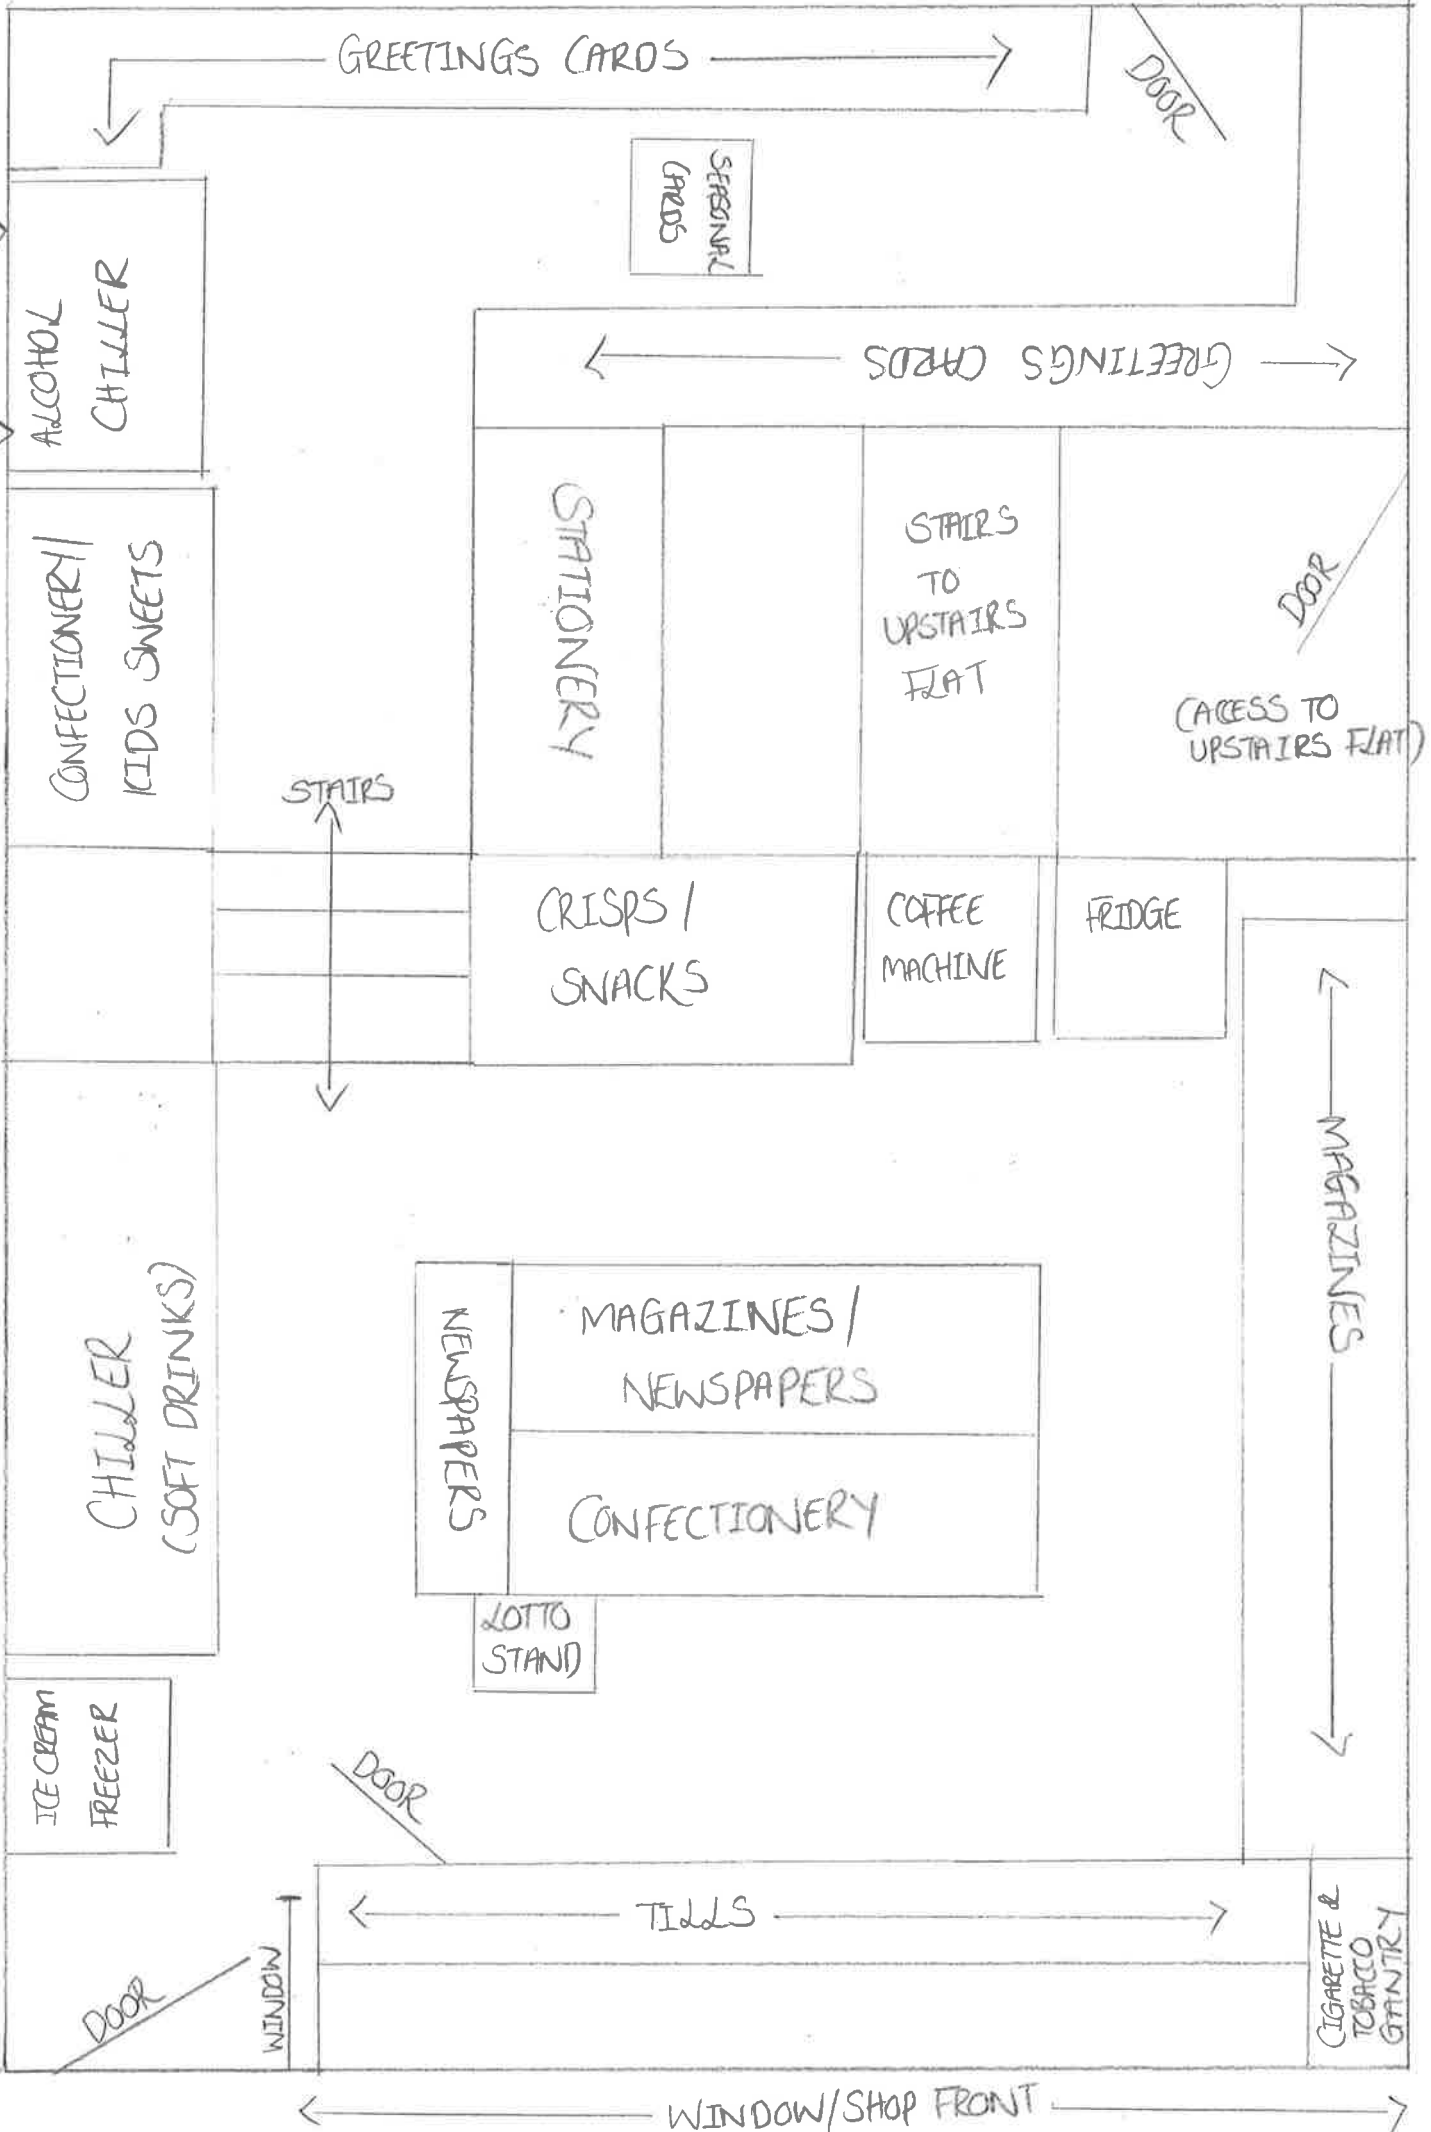 GREETINGS CARDS
DOOR
SEASONAL
CARDS
ALCOHOL
CHILLER
GREETINGS CARDS
CONFECTIONERY/
KIDS SWEETS
STATIONERY
STAIRS
TO
UPSTAIRS
FLAT
DOOR
(ACCESS TO
UPSTAIRS FLAT)
STAIRS
CRISPS/
SNACKS
COFFEE
MACHINE
FRIDGE
MAGAZINES
CHILLER
(SOFT DRINKS)
NEWSPAPERS
MAGAZINES/
NEWSPAPERS
CONFECTIONERY
LOTTO
STAND
ICE CREAM
FREEZER
DOOR
TILLS
DOOR
WINDOW
CIGARETTE &
TOBACCO
GANTRY
WINDOW/SHOP FRONT